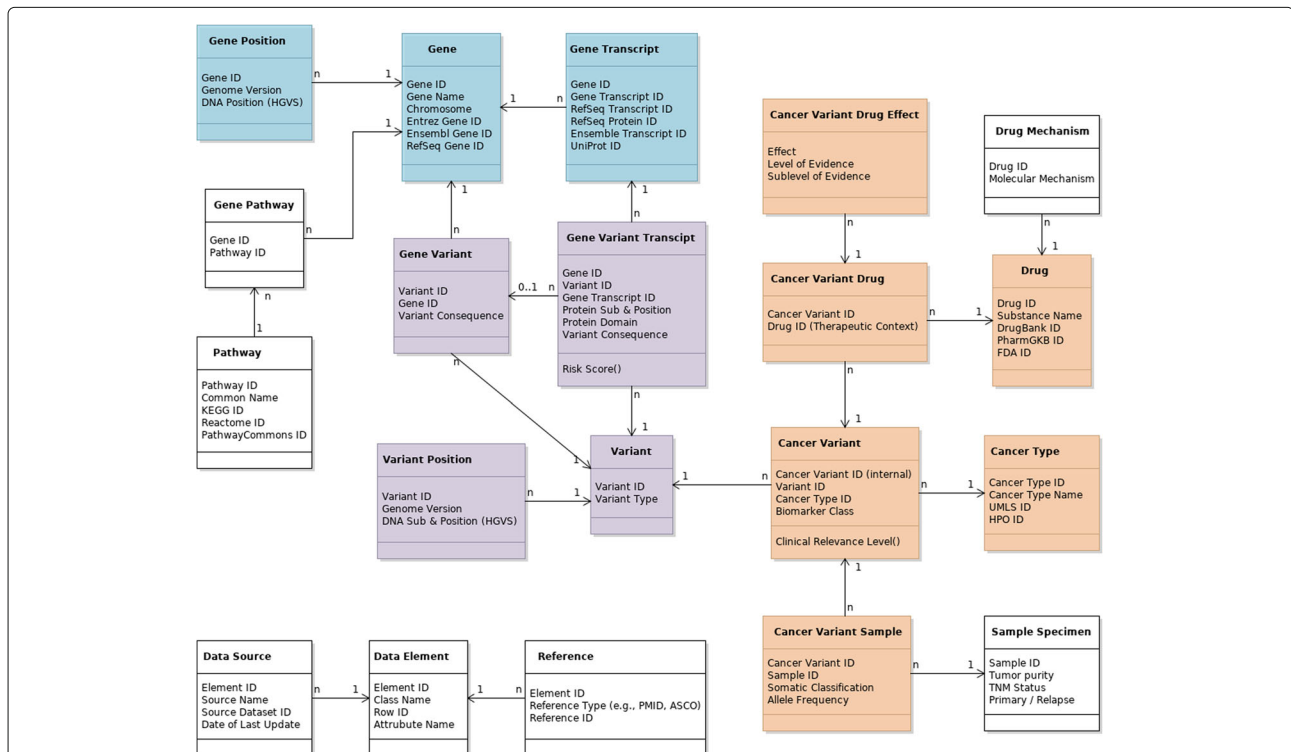 Gene Position
Gene ID
Genome Version
DNA Position (HGVS)
n
1
Gene
Gene ID
Gene Name
Chromosome
Entrez Gene ID
Ensembl Gene ID
RefSeq Gene ID
1
n
Gene Transcript
Gene ID
Gene Transcript ID
RefSeq Transcript ID
RefSeq Protein ID
Ensemble Transcript ID
UniProt ID
Cancer Variant Drug Effect
Effect
Level of Evidence
Sublevel of Evidence
n
1
Drug Mechanism
Drug ID
Molecular Mechanism
n
1
Gene Pathway
Gene ID
Pathway ID
n
1
n
1
Pathway
Pathway ID
Common Name
KEGG ID
Reactome ID
PathwayCommons ID
1
n
Gene Variant
Variant ID
Gene ID
Variant Consequence
n
1
0..1
n
1
n
Gene Variant Transcipt
Gene ID
Variant ID
Gene Transcript ID
Protein Sub & Position
Protein Domain
Variant Consequence
Risk Score()
n
1
Cancer Variant Drug
Cancer Variant ID
Drug ID (Therapeutic Context)
n
1
n
1
Drug
Drug ID
Substance Name
DrugBank ID
PharmGKB ID
FDA ID
Variant Position
Variant ID
Genome Version
DNA Sub & Position (HGVS)
n
1
Variant
Variant ID
Variant Type
1
n
Cancer Variant
Cancer Variant ID (internal)
Variant ID
Cancer Type ID
Biomarker Class
Clinical Relevance Level()
n
1
Cancer Type
Cancer Type ID
Cancer Type Name
UMLS ID
HPO ID
1
n
Data Source
Element ID
Source Name
Source Dataset ID
Date of Last Update
n
1
Data Element
Element ID
Class Name
Row ID
Attrubute Name
1
n
Reference
Element ID
Reference Type (e.g., PMID, ASCO)
Reference ID
Cancer Variant Sample
Cancer Variant ID
Sample ID
Somatic Classification
Allele Frequency
n
1
Sample Specimen
Sample ID
Tumor purity
TNM Status
Primary / Relapse